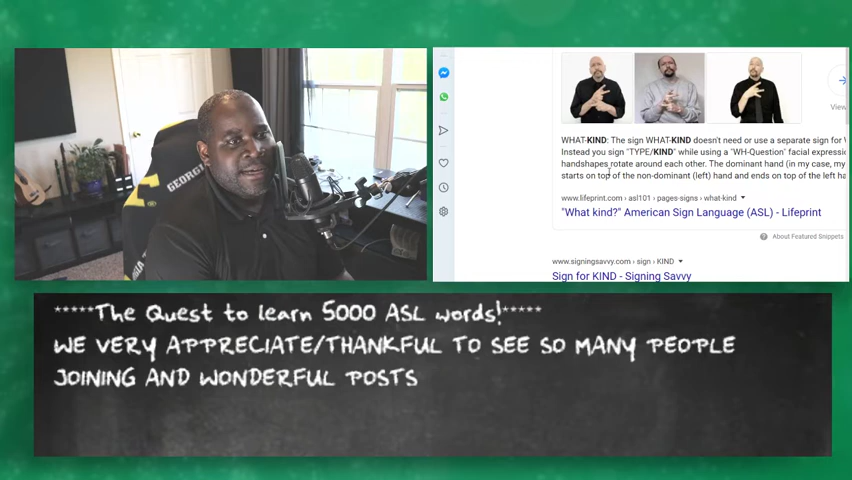 GEORGIA
View
WHAT-KIND: The sign WHAT-KIND doesn't need or use a separate sign for
Instead you sign "TYPE/KIND" while using a "WH-Question" facial expressi
handshapes rotate around each other. The dominant hand (in my case, my
starts on top of the non-dominant (left) hand and ends on top of the left ha
www.lifeprint.com › asl101 › pages-signs › what-kind
"What kind?" American Sign Language (ASL) - Lifeprint
About Featured Snippets
www.signingsavvy.com › sign › KIND
Sign for KIND - Signing Savvy
*****The Quest to learn 5000 ASL words!*****
WE VERY APPRECIATE/THANKFUL TO SEE SO MANY PEOPLE
JOINING AND WONDERFUL POSTS